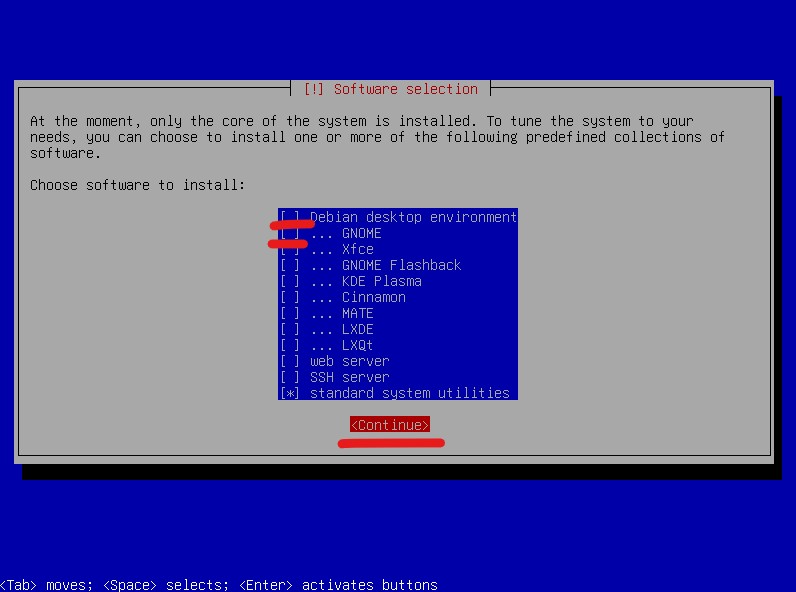 [!] Software selection
At the moment, only the core of the system is installed. To tune the system to your
needs, you can choose to install one or more of the following predefined collections of
software.
Choose software to install:
[ ] Debian desktop environment
[ ] ... GNOME
[ ] ... Xfce
[ ] ... GNOME Flashback
[ ] ... KDE Plasma
[ ] ... Cinnamon
[ ] ... MATE
[ ] ... LXDE
[ ] ... LXQt
[ ] web server
[ ] SSH server
[*] standard system utilities
<Continue>
<Tab> moves; <Space> selects; <Enter> activates buttons